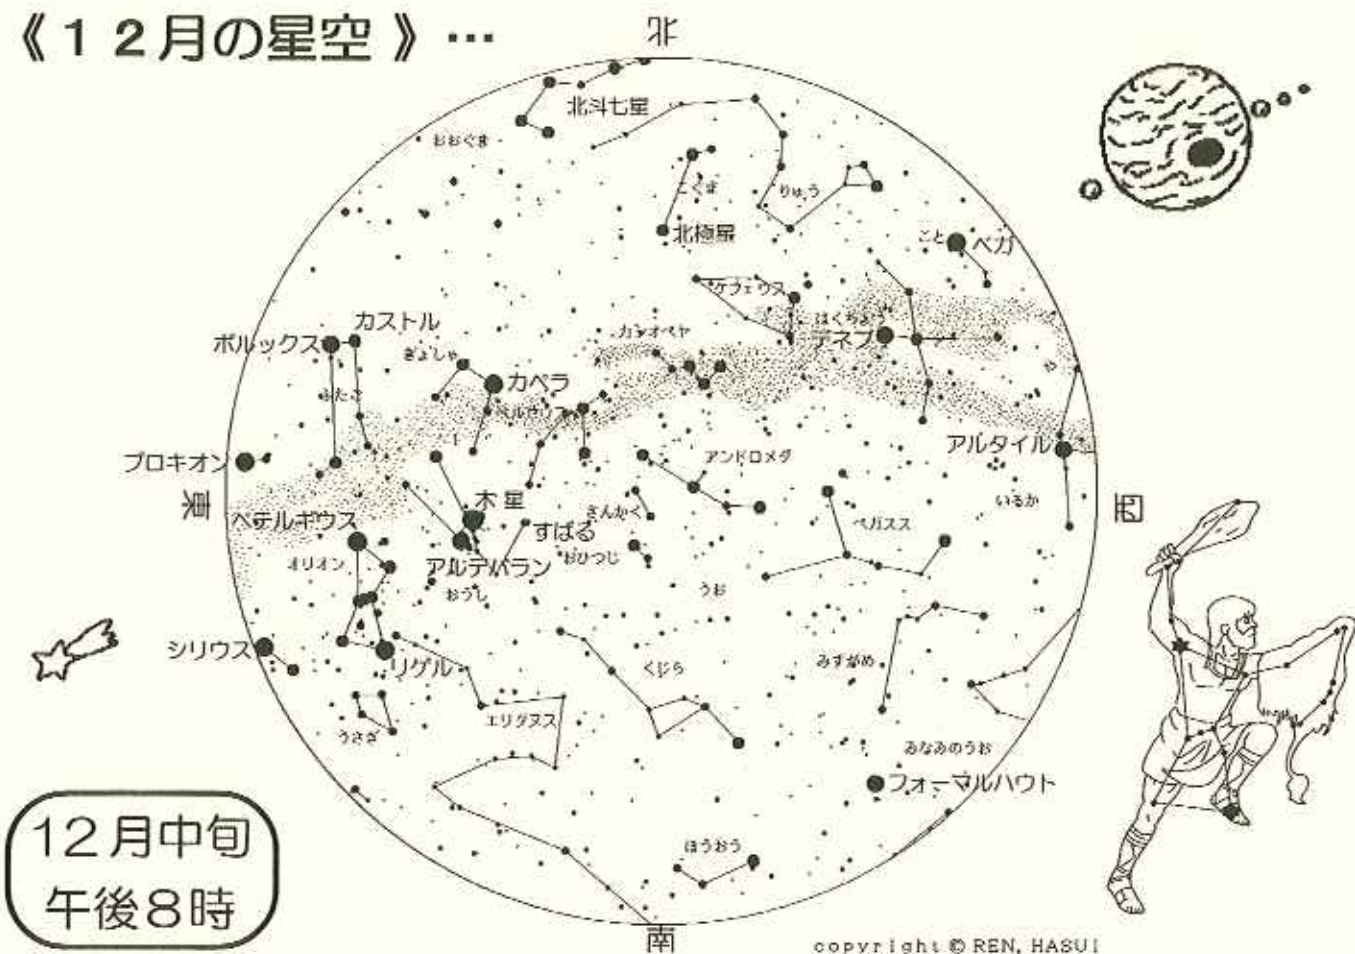 《１２月の星空》…
北
北斗七星
おおぐま
こぐま
りゅう
北極星
こと
ベガ
ケフェウス
はくちょう
デネブ
カシオペヤ
カストル
ポルックス
ぎょしゃ
カペラ
ふたご
ペルセウス
わし
プロキオン
アルタイル
アンドロメダ
東
木星
さんかく
ペガスス
いるか
西
ベテルギウス
すばる
おひつじ
オリオン
アルデバラン
おうし
うお
シリウス
リゲル
くじら
みずがめ
エリダヌス
うさぎ
みなみのうお
フォーマルハウト
ほうおう
１２月中旬
午後８時
南
copyright © REN, HASUI